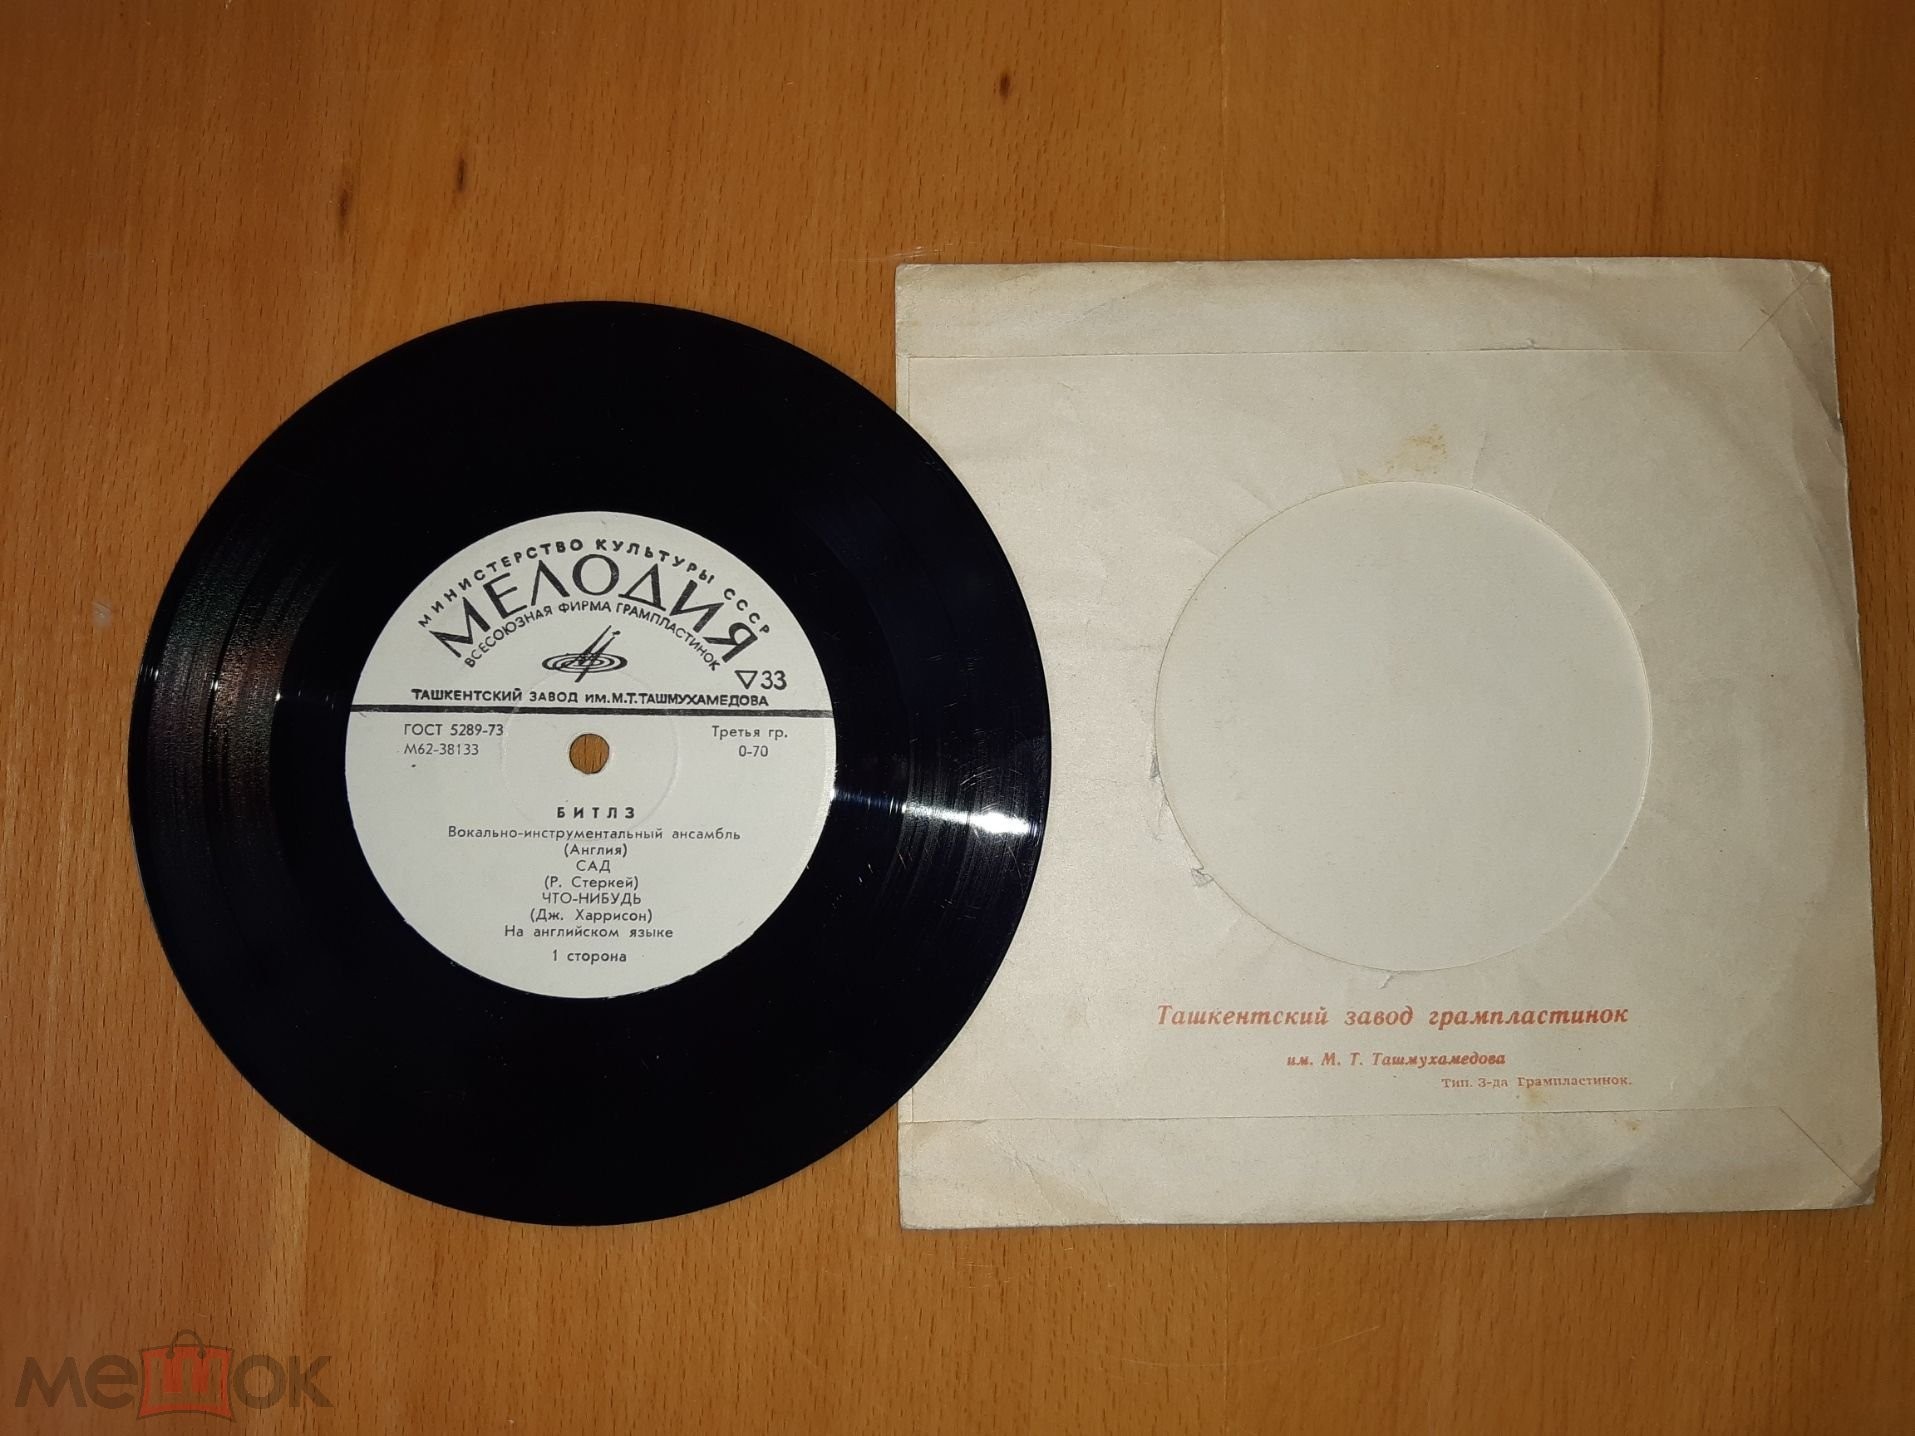 МИНИСТЕРСТВО КУЛЬТУРЫ СССР
МЕЛОДИЯ
ВСЕСОЮЗНАЯ ФИРМА ГРАМПЛАСТИНОК
▽33
ТАШКЕНТСКИЙ ЗАВОД ИМ. М.Т. ТАШМУХАМЕДОВА
ГОСТ 5289-73
М62-38133
Третья гр.
0-70
БИТЛЗ
Вокально-инструментальный ансамбль
(Англия)
САД
(Р. Стеркей)
ЧТО-НИБУДЬ
(Дж. Харрисон)
На английском языке
1 сторона
Ташкентский завод грампластинок
им. М. Т. Ташмухамедова
Тип. З-да Грампластинок.
мешок